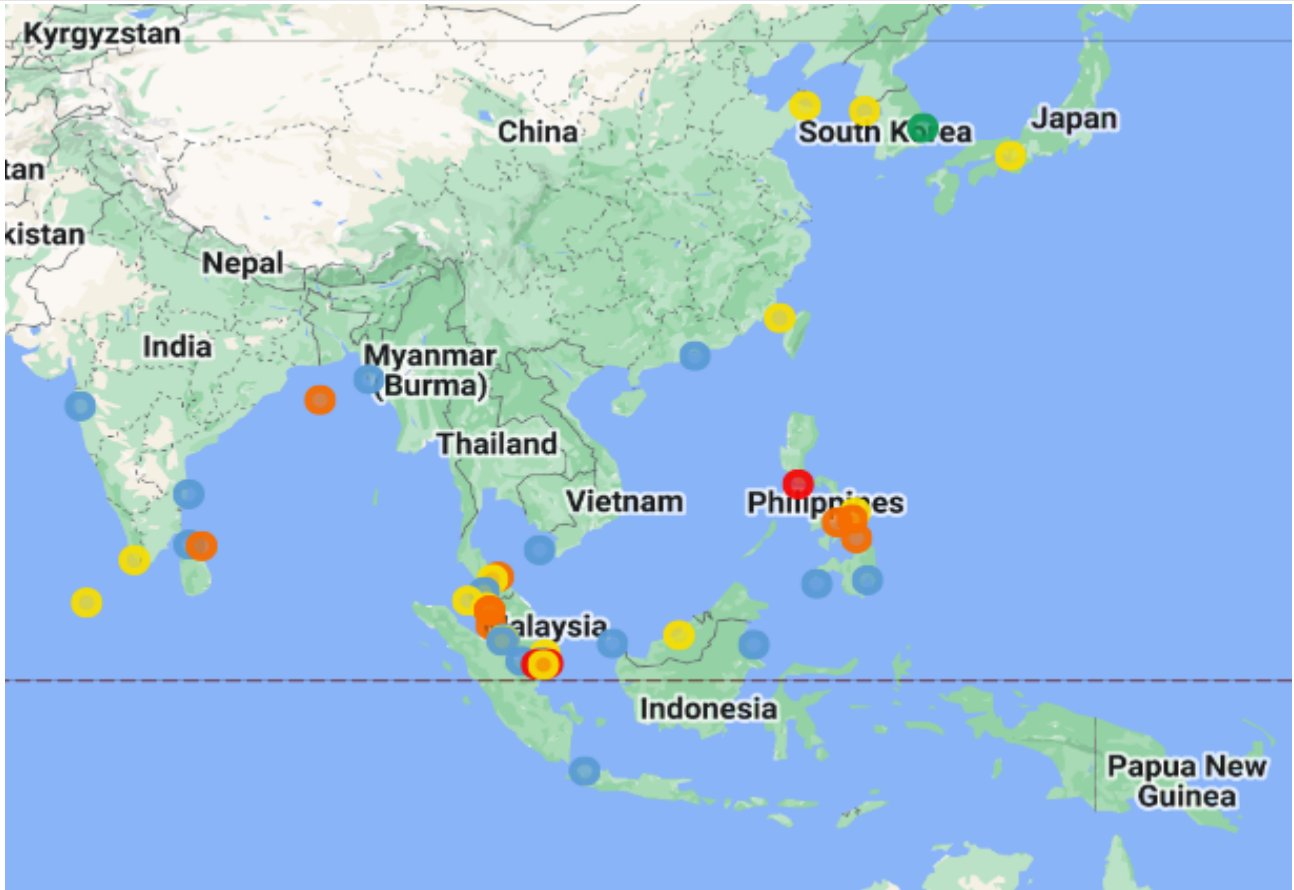 Kyrgyzstan
China
South Korea
Japan
tan
kistan
Nepal
India
Myanmar
(Burma)
Thailand
Vietnam
Philippines
Malaysia
Indonesia
Papua New
Guinea